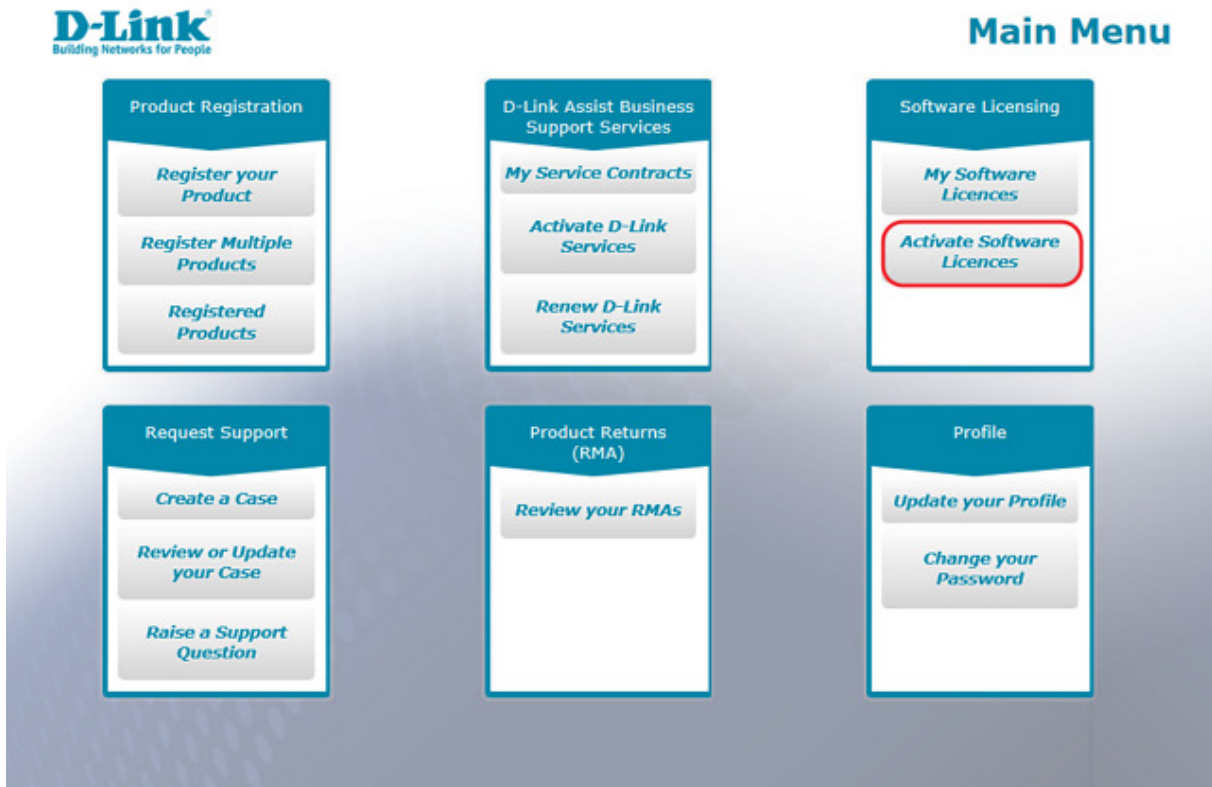 D-Link
Building Networks for People
Main Menu
Product Registration
Register your
Product
Register Multiple
Products
Registered
Products
D-Link Assist Business
Support Services
My Service Contracts
Activate D-Link
Services
Renew D-Link
Services
Software Licensing
My Software
Licences
Activate Software
Licences
Request Support
Create a Case
Review or Update
your Case
Raise a Support
Question
Product Returns
(RMA)
Review your RMAs
Profile
Update your Profile
Change your
Password